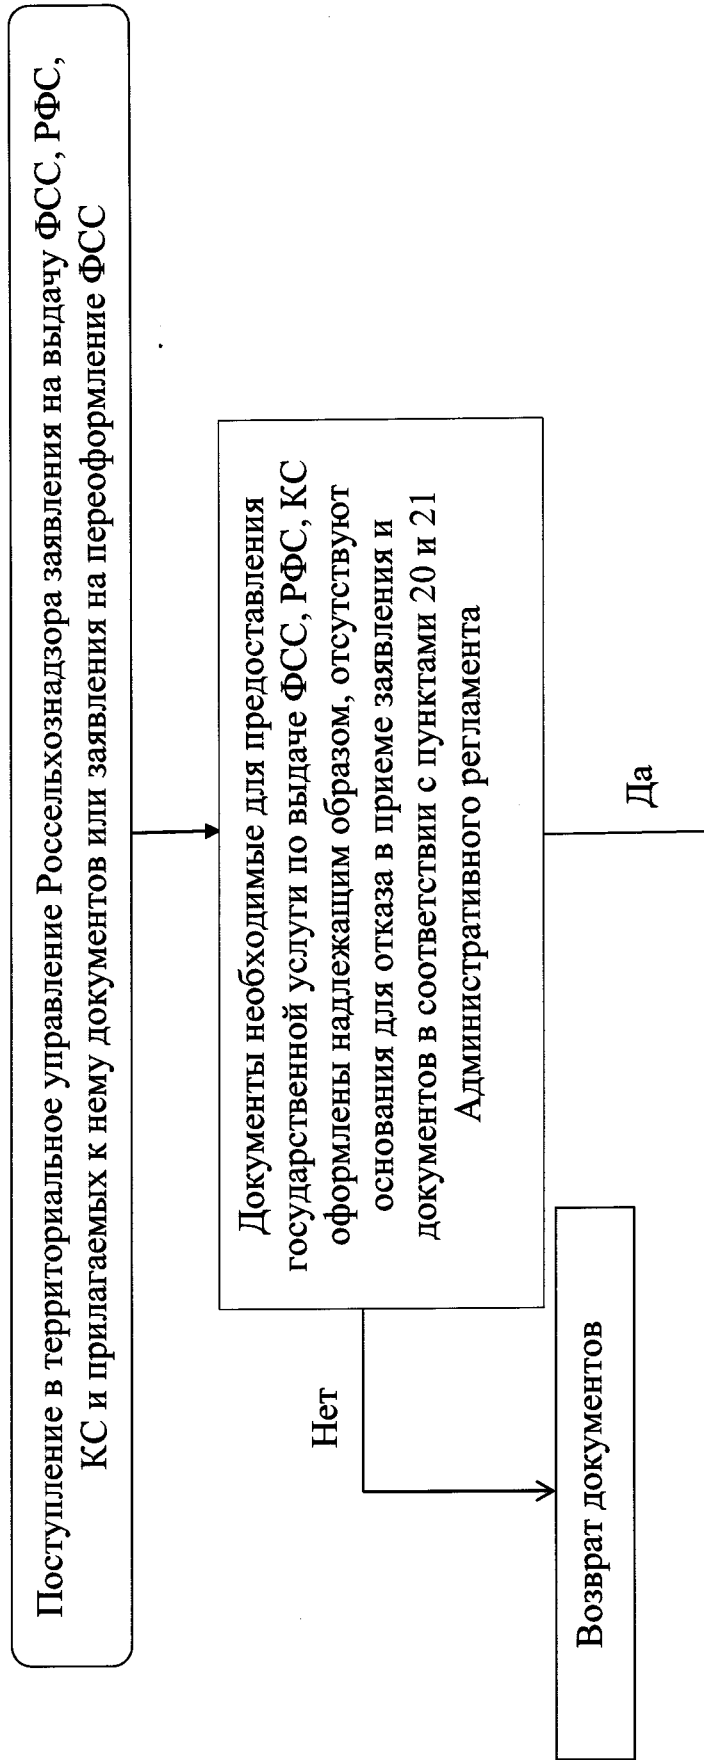 Поступление в территориальное управление Россельхознадзора заявления на выдачу ФСС, РФС,
КС и прилагаемых к нему документов или заявления на переоформление ФСС
Документы необходимые для предоставления
государственной услуги по выдаче ФСС, РФС, КС
оформлены надлежащим образом, отсутствуют
основания для отказа в приеме заявления и
документов в соответствии с пунктами 20 и 21
Административного регламента
Нет
Да
Возврат документов